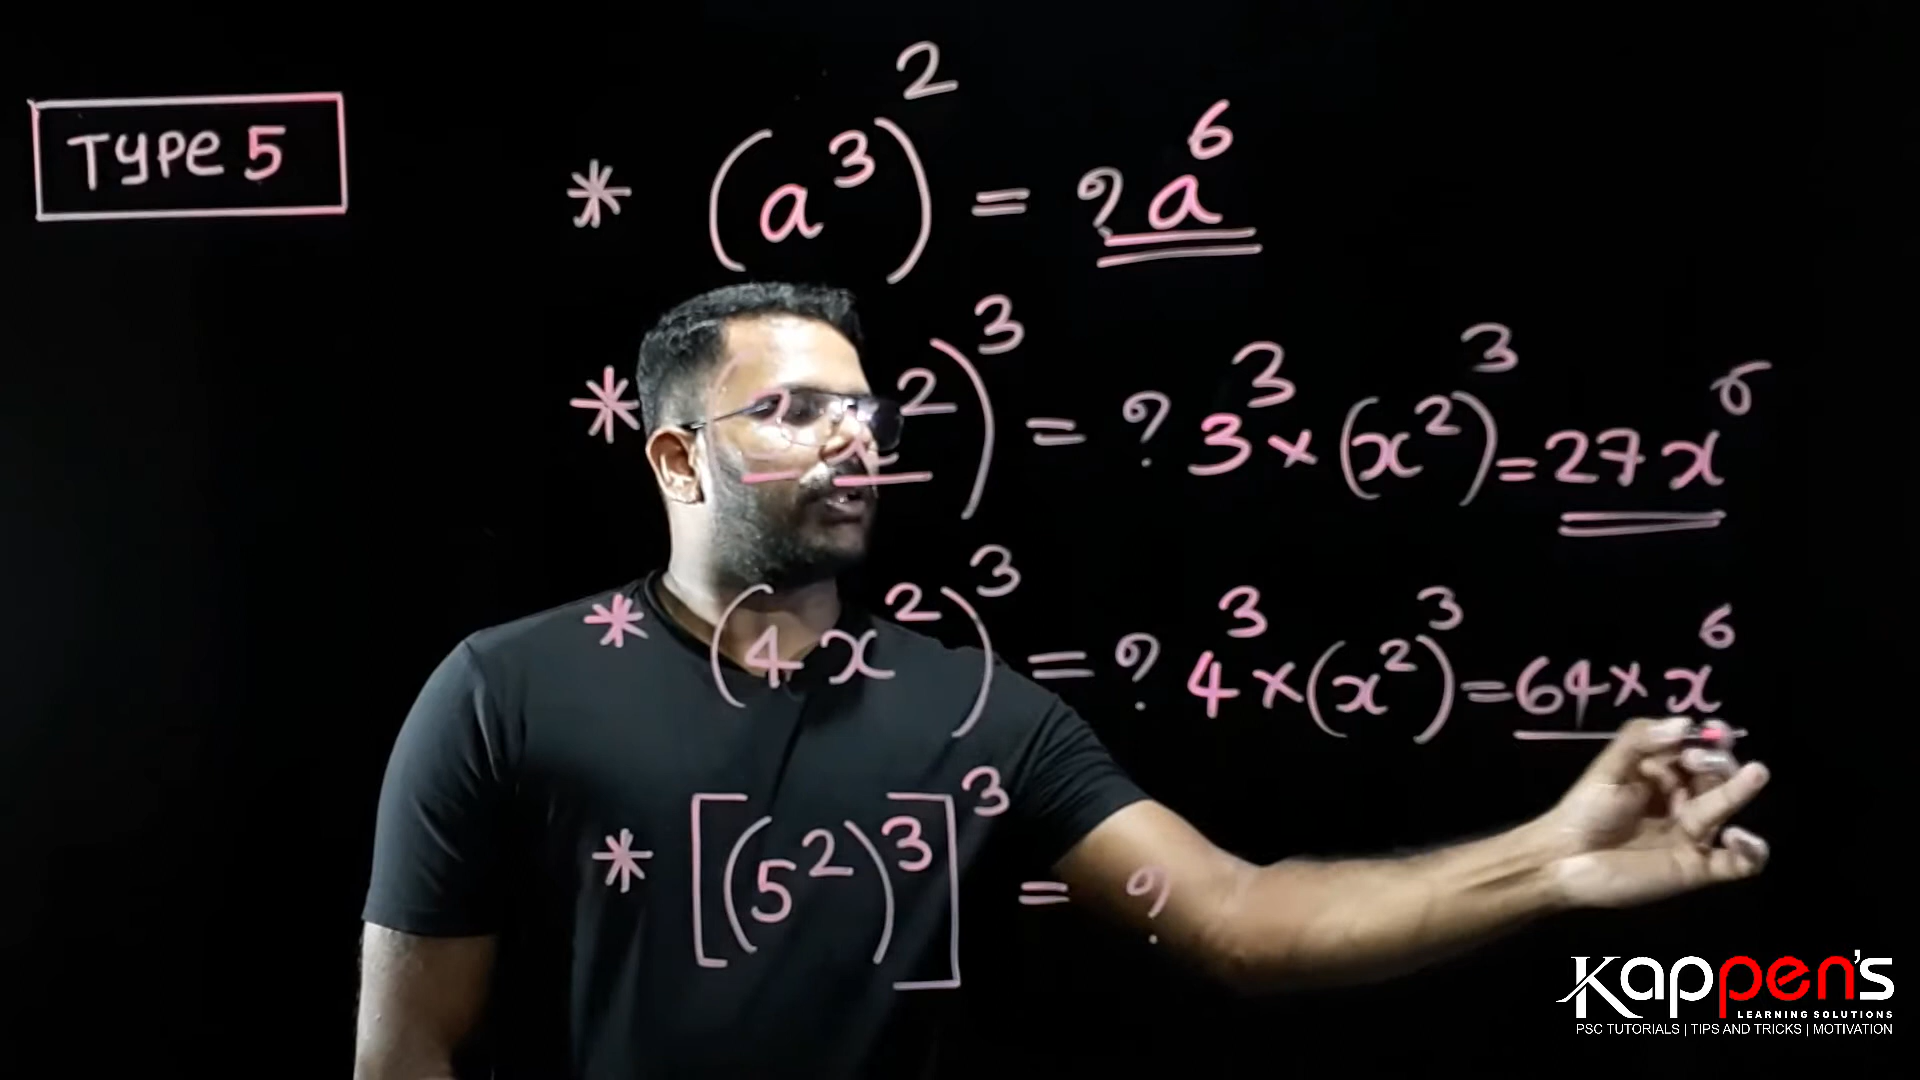 TYPE 5
* (a³)² = ? a⁶
* x²)³ = ? 3³ × (x²)³ = 27x⁶
* (4x²)³ = ? 4³ × (x²)³ = 64 × x⁶
* [(5²)³]³ = ?
Kappen's
LEARNING SOLUTIONS
PSC TUTORIALS | TIPS AND TRICKS | MOTIVATION